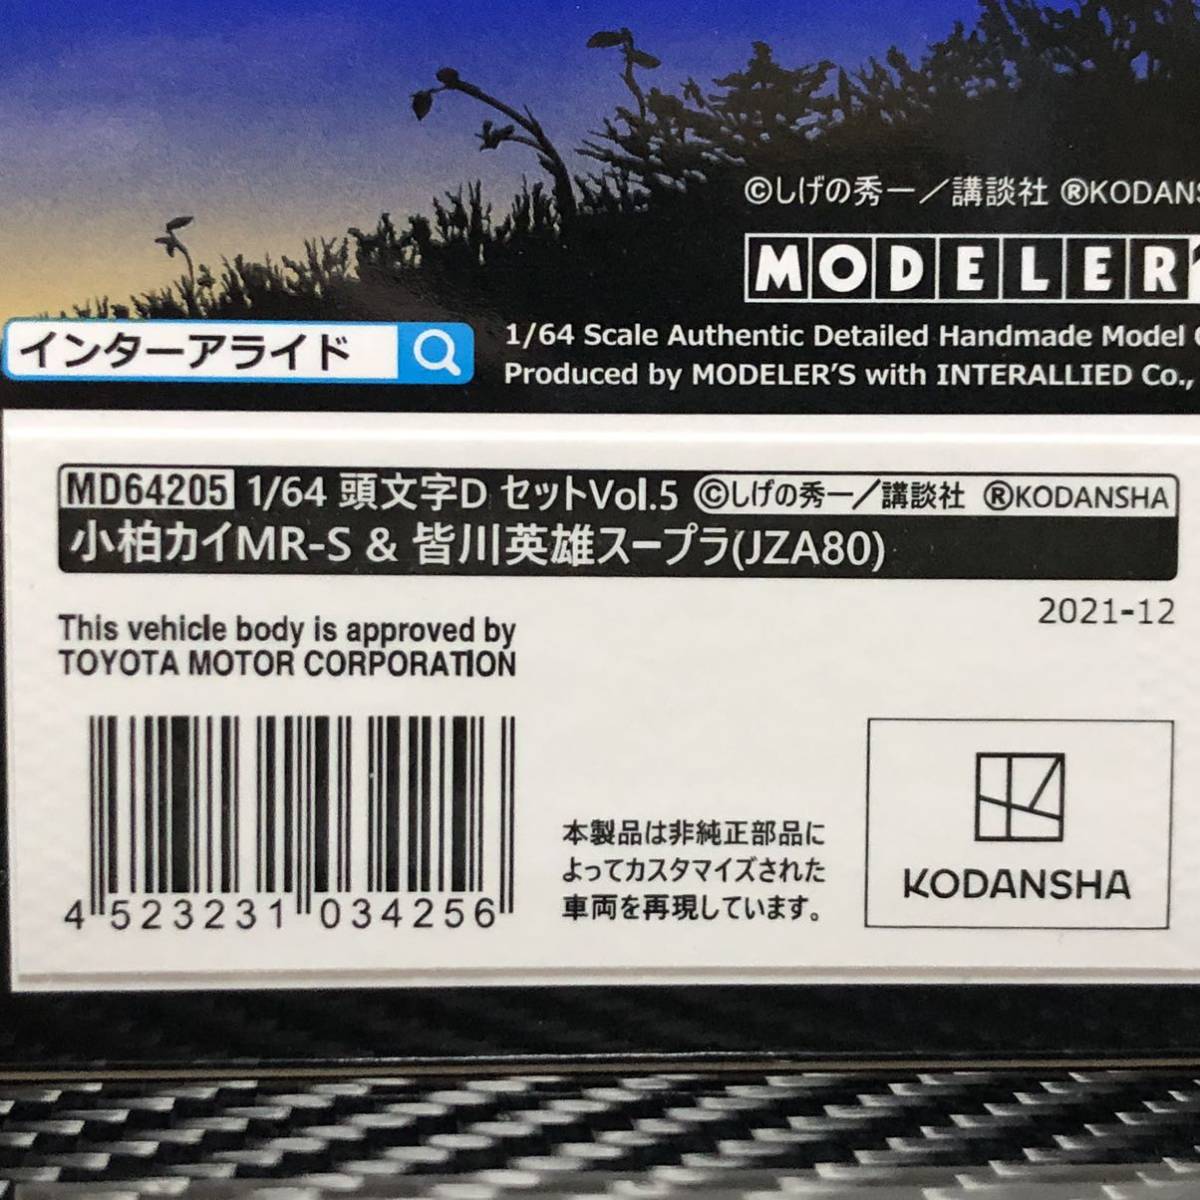 ©しげの秀一／講談社 ®KODANS
MODELER
インターアライド
1/64 Scale Authentic Detailed Handmade Model
Produced by MODELER'S with INTERALLIED Co.,
MD64205 1/64 頭文字D セットVol.5 ©しげの秀一／講談社 ®KODANSHA
小柏カイMR-S & 皆川英雄スープラ(JZA80)
2021-12
This vehicle body is approved by
TOYOTA MOTOR CORPORATION
本製品は非純正部品に
よってカスタマイズされた
車両を再現しています。
KODANSHA
4 523231 034256